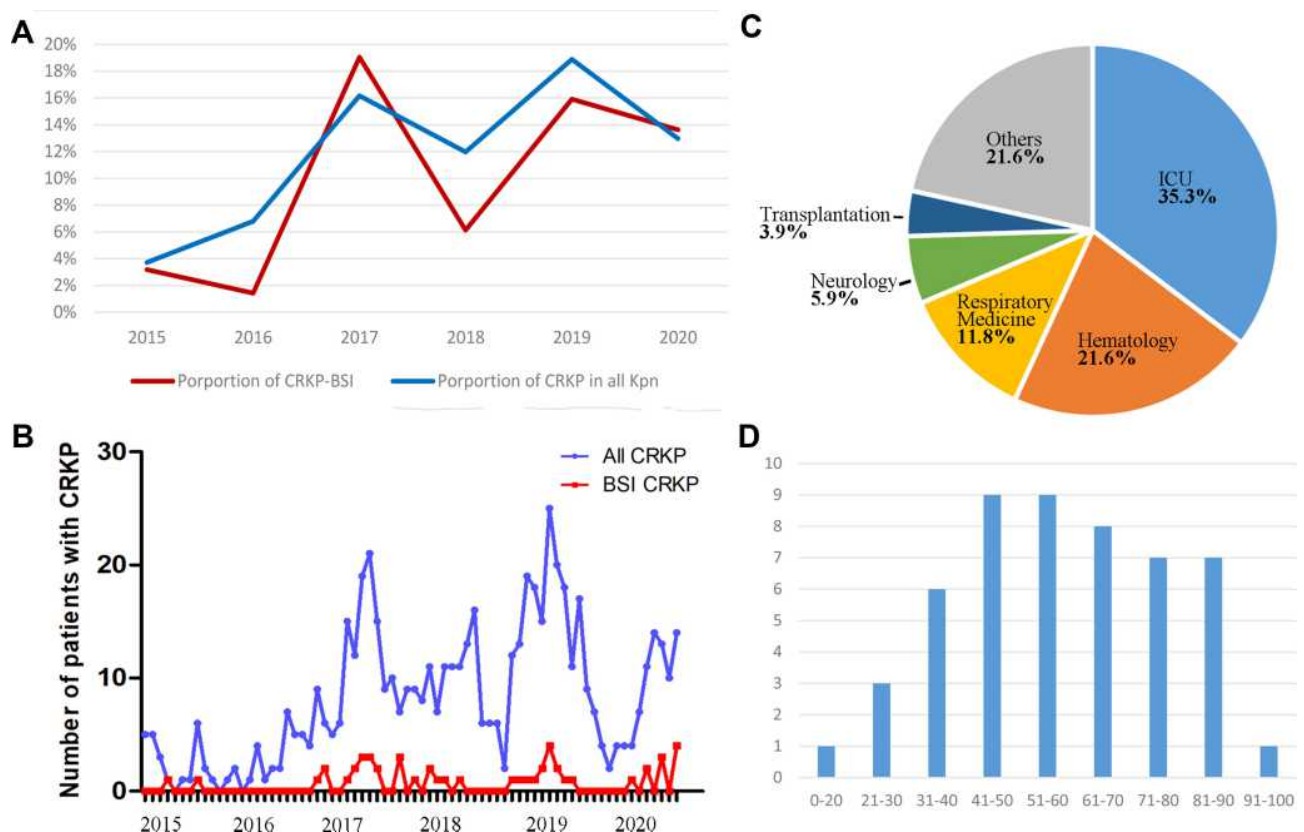 A
20%
18%
16%
14%
12%
10%
8%
6%
4%
2%
0%
2015 2016 2017 2018 2019 2020
Porportion of CRKP-BSI Porportion of CRKP in all Kpn
B
Number of patients with CRKP
30
20
10
0
All CRKP
BSI CRKP
2015 2016 2017 2018 2019 2020
C
ICU
35.3%
Hematology
21.6%
Respiratory
Medicine
11.8%
Neurology
5.9%
Transplantation
3.9%
Others
21.6%
D
10
9
8
7
6
5
4
3
2
1
0
0-20 21-30 31-40 41-50 51-60 61-70 71-80 81-90 91-100